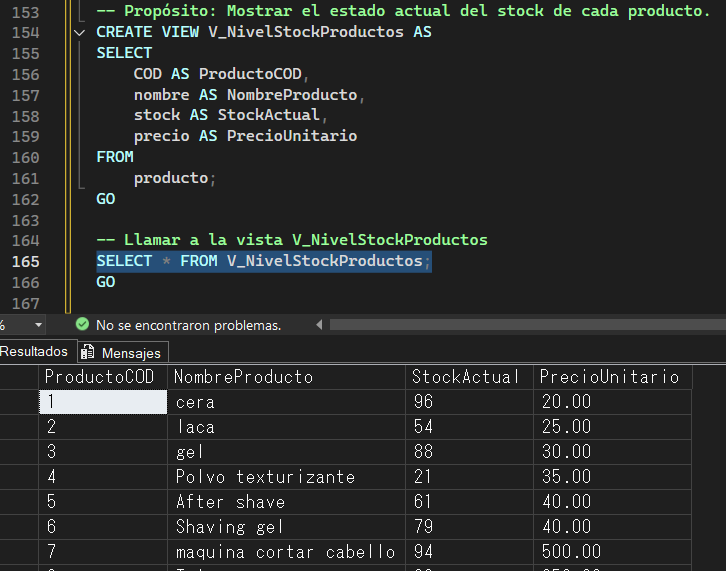 153 -- Propósito: Mostrar el estado actual del stock de cada producto.
154 CREATE VIEW V_NivelStockProductos AS
155 SELECT
156 COD AS ProductoCOD,
157 nombre AS NombreProducto,
158 stock AS StockActual,
159 precio AS PrecioUnitario
160 FROM
161 producto;
162 GO
163
164 -- Llamar a la vista V_NivelStockProductos
165 SELECT * FROM V_NivelStockProductos;
166 GO
167
% No se encontraron problemas.
Resultados Mensajes
ProductoCOD NombreProducto StockActual PrecioUnitario
1 cera 96 20.00
2 laca 54 25.00
3 gel 88 30.00
4 Polvo texturizante 21 35.00
5 After shave 61 40.00
6 Shaving gel 79 40.00
7 maquina cortar cabello 94 500.00